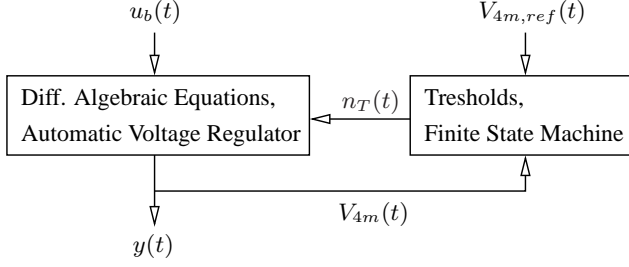 u_b(t)
V_{4m,ref}(t)
Diff. Algebraic Equations,
Automatic Voltage Regulator
n_T(t)
Tresholds,
Finite State Machine
V_{4m}(t)
y(t)